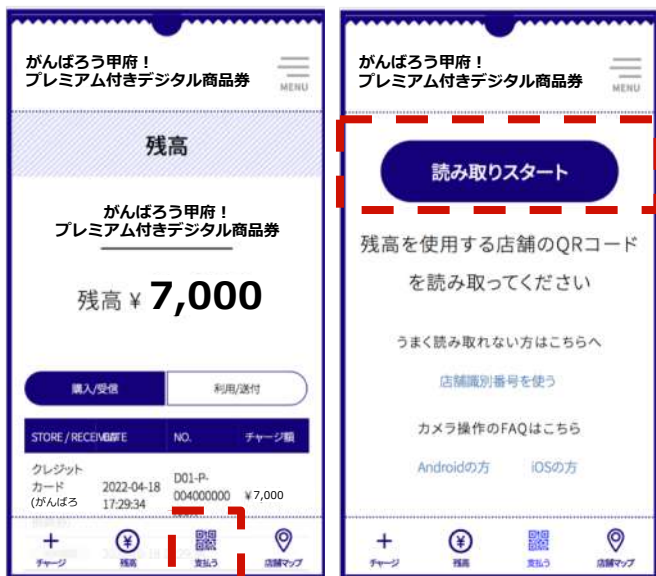 がんばろう甲府！
プレミアム付きデジタル商品券
MENU
残高
がんばろう甲府！
プレミアム付きデジタル商品券
残高 ¥ 7,000
購入/受信
利用/送付
STORE / RECEIVER
DATE
NO.
チャージ額
クレジット
カード
(がんばろ
2022-04-18
17:29:34
D01-P-
004000000
¥7,000
チャージ
残高
支払う
店舗マップ
がんばろう甲府！
プレミアム付きデジタル商品券
MENU
読み取りスタート
残高を使用する店舗のQRコード
を読み取ってください
うまく読み取れない方はこちらへ
店舗識別番号を使う
カメラ操作のFAQはこちら
Androidの方
iOSの方
チャージ
残高
支払う
店舗マップ